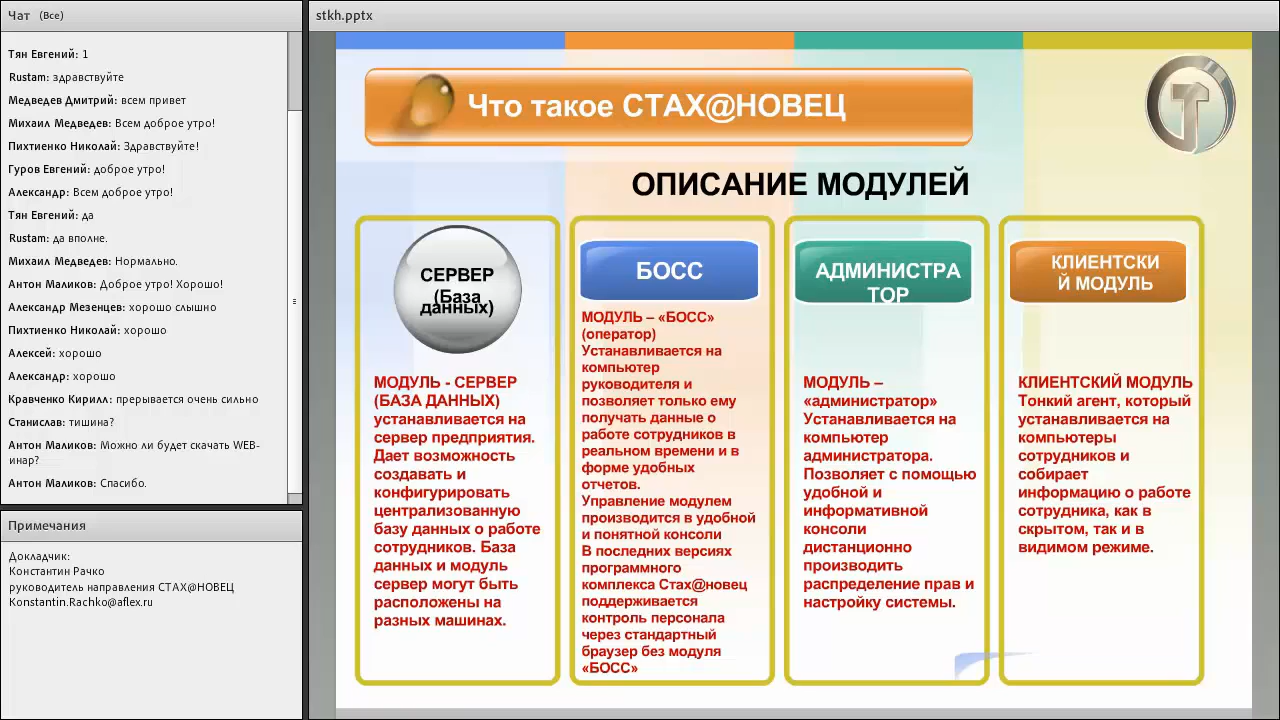 Чат (Все)
Тян Евгений: 1
Rustam: здравствуйте
Медведев Дмитрий: всем привет
Михаил Медведев: Всем доброе утро!
Пихтиенко Николай: Здравствуйте!
Гуров Евгений: доброе утро!
Александр: Всем доброе утро!
Тян Евгений: да
Rustam: да вполне.
Михаил Медведев: Нормально.
Антон Маликов: Доброе утро! Хорошо!
Александр Мезенцев: хорошо слышно
Пихтиенко Николай: хорошо
Алексей: хорошо
Александр: хорошо
Кравченко Кирилл: прерывается очень сильно
Станислав: тишина?
Антон Маликов: Можно ли будет скачать WEB-
инар?
Антон Маликов: Спасибо.
Примечания
Докладчик:
Константин Рачко
руководитель направления СТАХ@НОВЕЦ
Konstantin.Rachko@aflex.ru
stkh.pptx
Что такое СТАХ@НОВЕЦ
ОПИСАНИЕ МОДУЛЕЙ
СЕРВЕР
(База
данных)
МОДУЛЬ - СЕРВЕР
(БАЗА ДАННЫХ)
устанавливается на
сервер предприятия.
Дает возможность
создавать и
конфигурировать
централизованную
базу данных о работе
сотрудников. База
данных и модуль
сервер могут быть
расположены на
разных машинах.
БОСС
МОДУЛЬ – «БОСС»
(оператор)
Устанавливается на
компьютер
руководителя и
позволяет только ему
получать данные о
работе сотрудников в
реальном времени и в
форме удобных
отчетов.
Управление модулем
производится в удобной
и понятной консоли
В последних версиях
программного
комплекса Стах@новец
поддерживается
контроль персонала
через стандартный
браузер без модуля
«БОСС»
АДМИНИСТРА
ТОР
МОДУЛЬ –
«администратор»
Устанавливается на
компьютер
администратора.
Позволяет с помощью
удобной и
информативной
консоли
дистанционно
производить
распределение прав и
настройку системы.
КЛИЕНТСКИ
Й МОДУЛЬ
КЛИЕНТСКИЙ МОДУЛЬ
Тонкий агент, который
устанавливается на
компьютеры
сотрудников и
собирает
информацию о работе
сотрудника, как в
скрытом, так и в
видимом режиме.